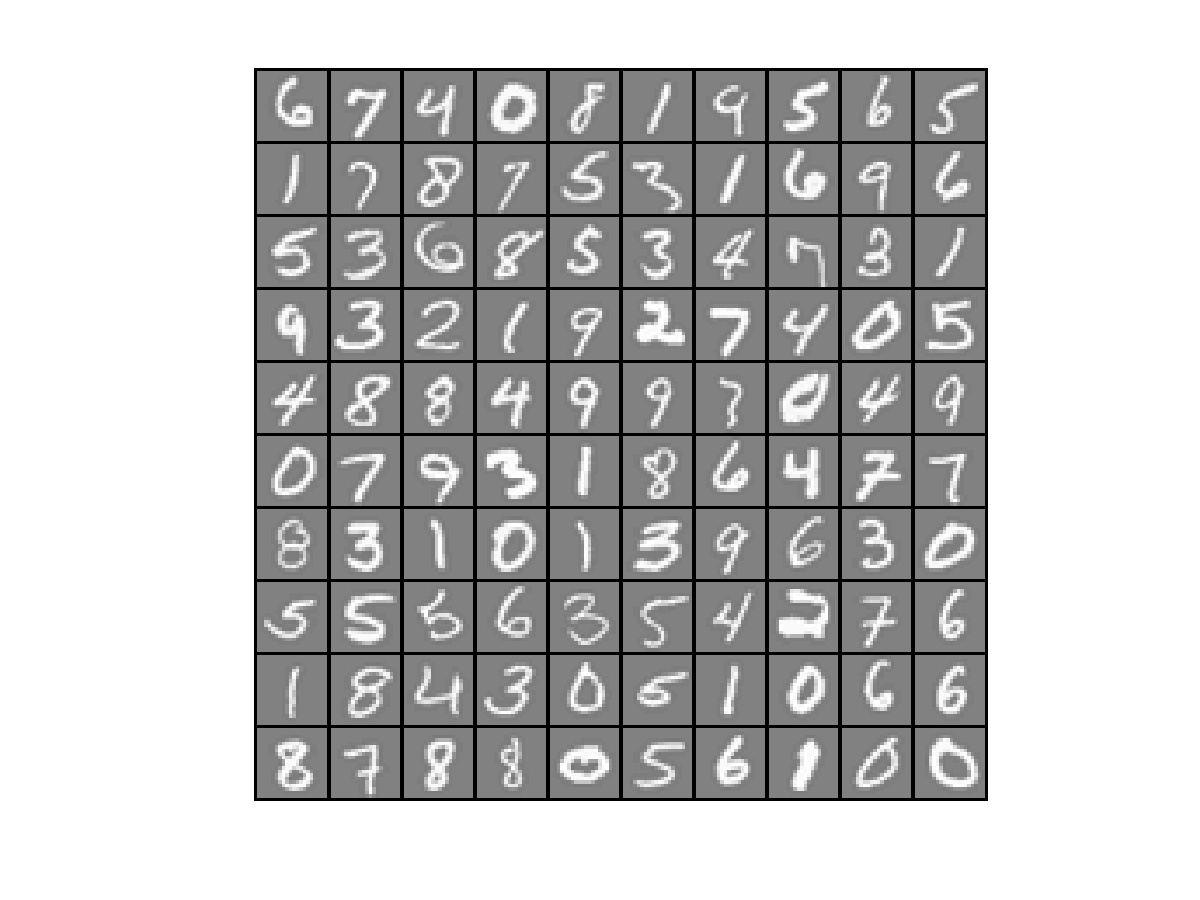 6 7 4 0 8 1 9 5 6 5
1 7 8 7 5 3 1 6 9 6
5 3 6 8 5 3 4 7 3 1
9 3 2 1 9 2 7 4 0 5
4 8 8 4 9 9 3 0 4 9
0 7 9 3 1 8 6 4 7 7
8 3 1 0 1 3 9 6 3 0
5 5 5 6 3 5 4 2 7 6
1 8 4 3 0 5 1 0 6 6
8 7 8 8 0 5 6 1 0 0